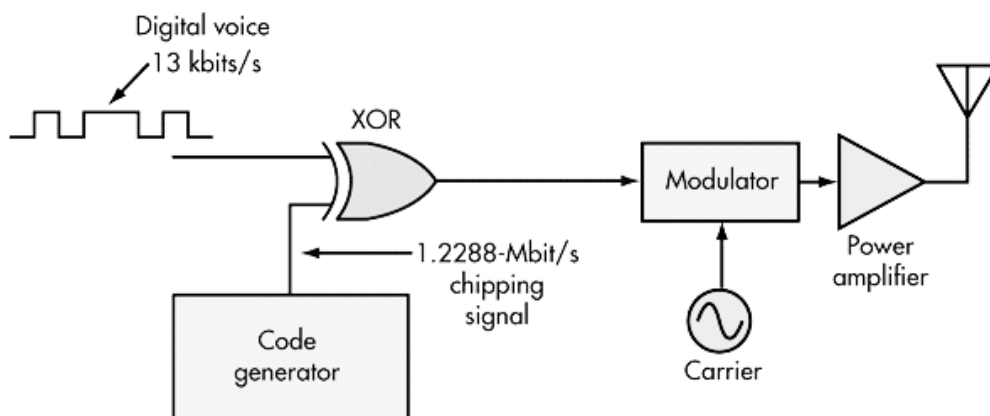 Digital voice
13 kbits/s
XOR
Modulator
Power
amplifier
1.2288-Mbit/s
chipping
signal
Code
generator
Carrier